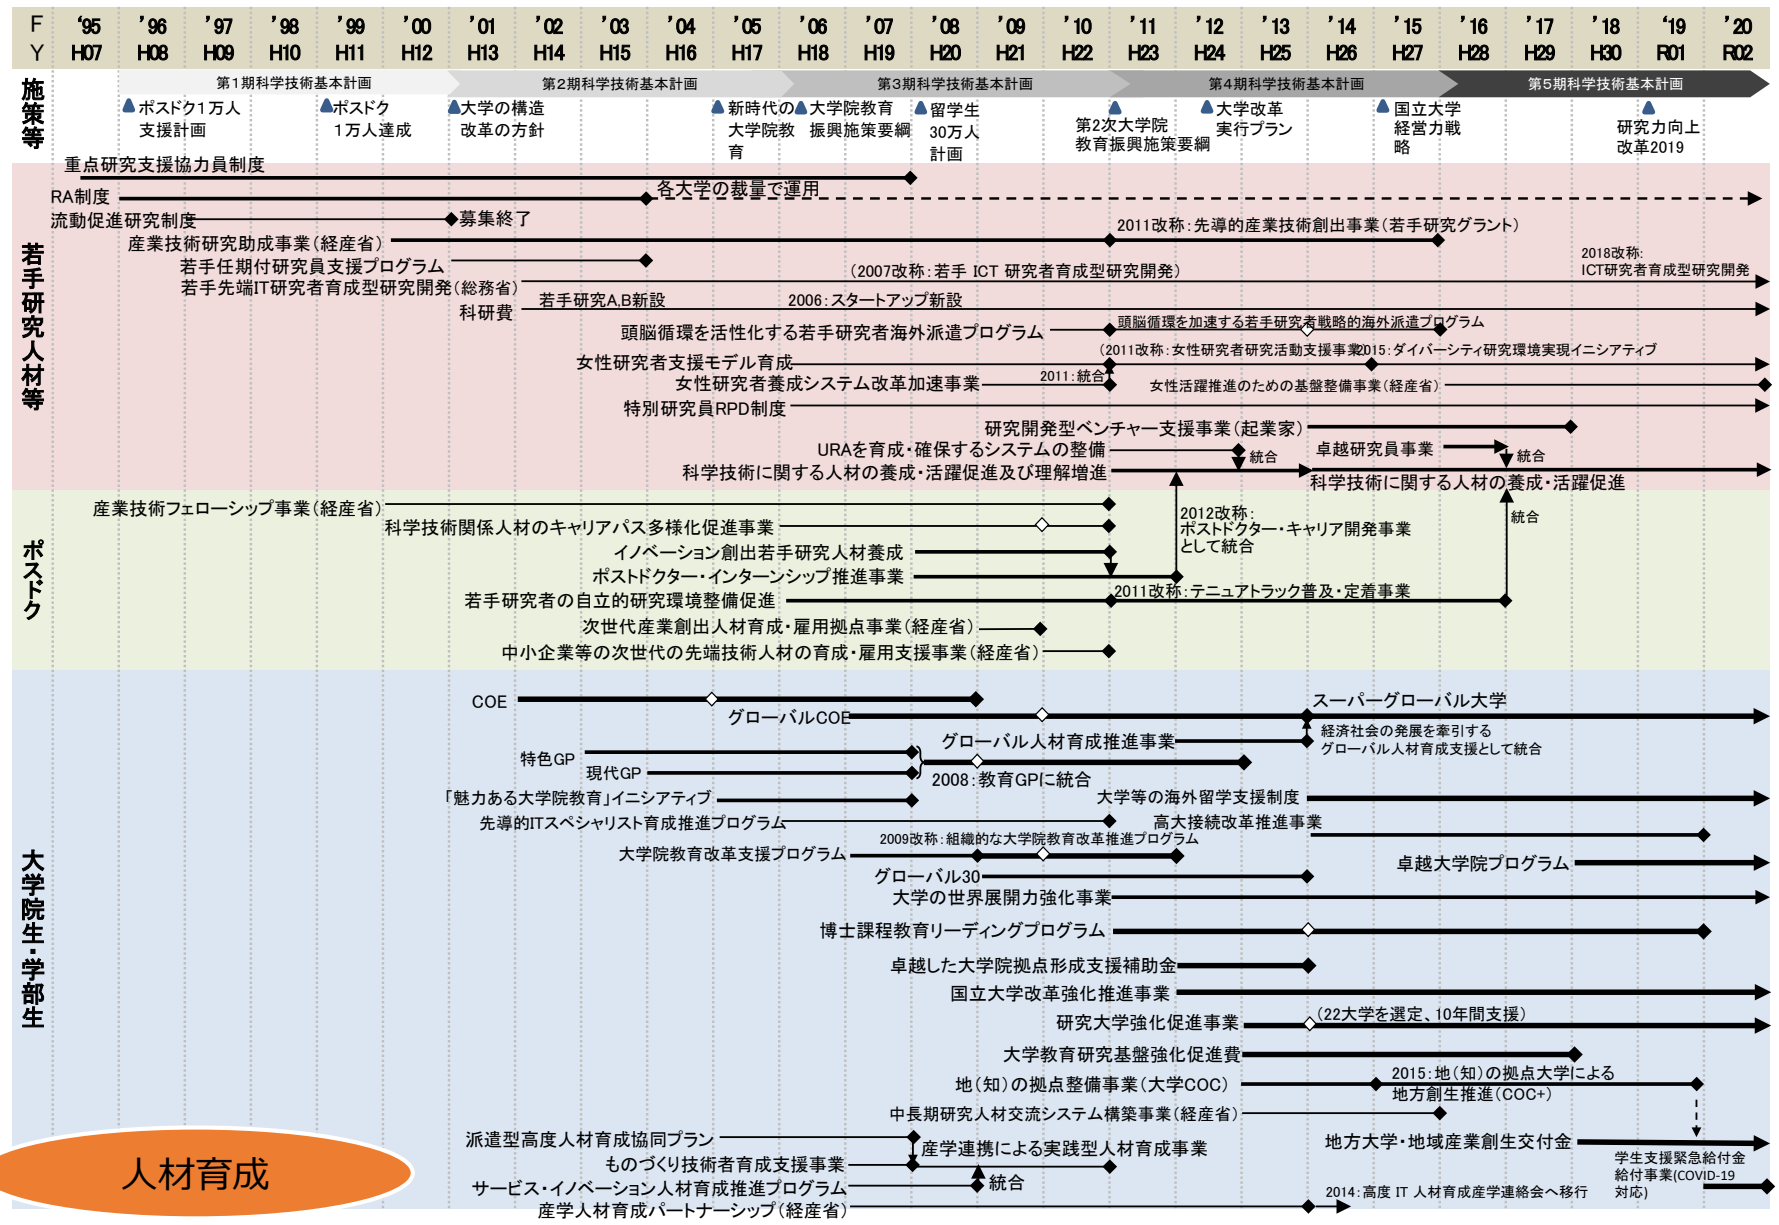 F ‘95 ’96 ’97 ’98 ’99 ’00 ’01 ’02 ’03 ’04 ’05 ’06 ’07 ’08 ’09 ’10 ’11 ’12 ’13 ’14 ’15 ’16 ’17 ’18 ‘19 ’20
Y H07 H08 H09 H10 H11 H12 H13 H14 H15 H16 H17 H18 H19 H20 H21 H22 H23 H24 H25 H26 H27 H28 H29 H30 R01 R02
施策等
第1期科学技術基本計画 第2期科学技術基本計画 第3期科学技術基本計画 第4期科学技術基本計画 第5期科学技術基本計画
ポスドク1万人
支援計画
ポスドク
1万人達成
大学の構造
改革の方針
新時代の
大学院教
育
大学院教育
振興施策要綱
留学生
30万人
計画
第2次大学院
教育振興施策要綱
大学改革
実行プラン
国立大学
経営力戦
略
研究力向上
改革2019
若手研究人材等
重点研究支援協力員制度
RA制度
各大学の裁量で運用
流動促進研究制度
募集終了
産業技術研究助成事業(経産省)
2011改称:先導的産業技術創出事業(若手研究グラント)
若手任期付研究員支援プログラム
若手先端IT研究者育成型研究開発(総務省)
(2007改称:若手 ICT 研究者育成型研究開発)
2018改称:
ICT研究者育成型研究開発
科研費
若手研究A,B新設
2006:スタートアップ新設
頭脳循環を活性化する若手研究者海外派遣プログラム
頭脳循環を加速する若手研究者戦略的海外派遣プログラム
女性研究者支援モデル育成
(2011改称:女性研究者研究活動支援事業)
2015:ダイバーシティ研究環境実現イニシアティブ
女性研究者養成システム改革加速事業
2011:統合
女性活躍推進のための基盤整備事業(経産省)
特別研究員RPD制度
研究開発型ベンチャー支援事業(起業家)
URAを育成・確保するシステムの整備
統合
卓越研究員事業
統合
科学技術に関する人材の養成・活躍促進及び理解増進
科学技術に関する人材の養成・活躍促進
ポスドク
産業技術フェローシップ事業(経産省)
科学技術関係人材のキャリアパス多様化促進事業
2012改称:
ポストドクター・キャリア開発事業
として統合
統合
イノベーション創出若手研究人材養成
ポストドクター・インターンシップ推進事業
若手研究者の自立的研究環境整備促進
2011改称:テニュアトラック普及・定着事業
次世代産業創出人材育成・雇用拠点事業(経産省)
中小企業等の次世代の先端技術人材の育成・雇用支援事業(経産省)
大学院生・学部生
COE
グローバルCOE
スーパーグローバル大学
グローバル人材育成推進事業
経済社会の発展を牽引する
グローバル人材育成支援として統合
特色GP
現代GP
2008:教育GPに統合
「魅力ある大学院教育」イニシアティブ
大学等の海外留学支援制度
先導的ITスペシャリスト育成推進プログラム
高大接続改革推進事業
2009改称:組織的な大学院教育改革推進プログラム
大学院教育改革支援プログラム
卓越大学院プログラム
グローバル30
大学の世界展開力強化事業
博士課程教育リーディングプログラム
卓越した大学院拠点形成支援補助金
国立大学改革強化推進事業
研究大学強化促進事業
(22大学を選定、10年間支援)
大学教育研究基盤強化促進費
地(知)の拠点整備事業(大学COC)
2015:地(知)の拠点大学による
地方創生推進(COC+)
中長期研究人材交流システム構築事業(経産省)
派遣型高度人材育成協同プラン
産学連携による実践型人材育成事業
地方大学・地域産業創生交付金
ものづくり技術者育成支援事業
学生支援緊急給付金
給付事業(COVID-19
対応)
サービス・イノベーション人材育成推進プログラム
統合
産学人材育成パートナーシップ(経産省)
2014:高度 IT 人材育成産学連絡会へ移行
人材育成